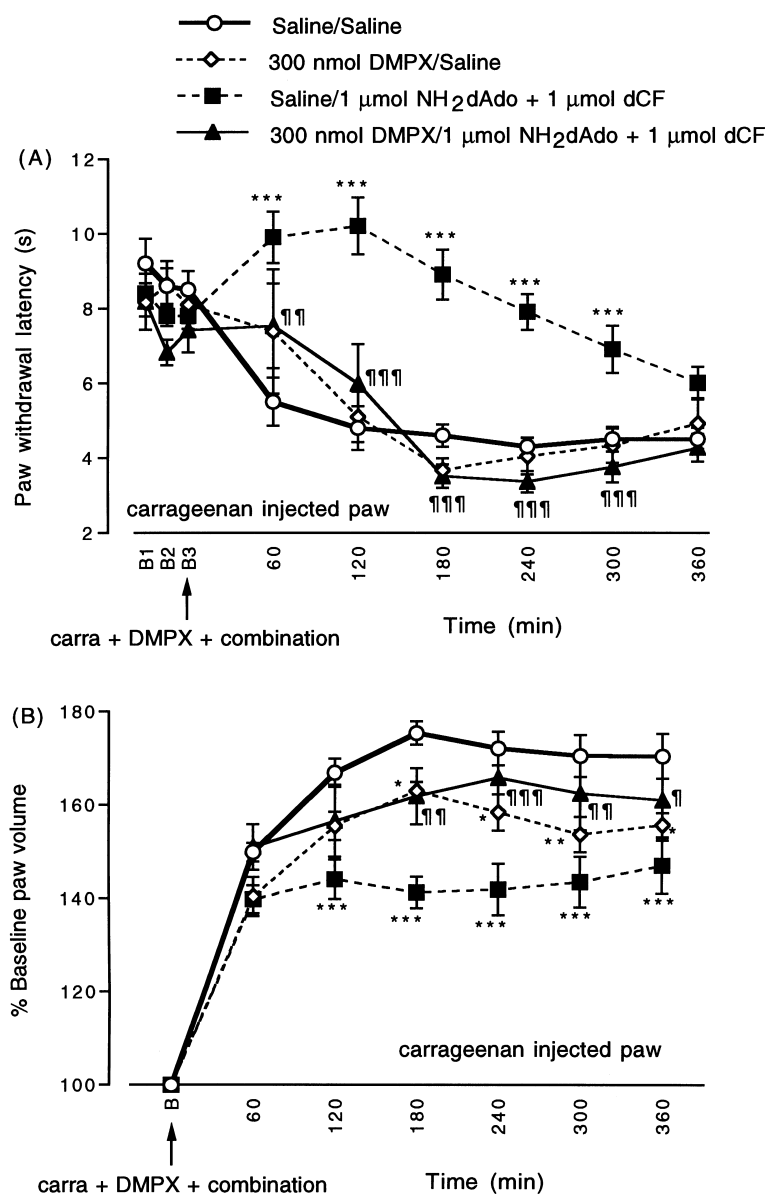 Saline/Saline
300 nmol DMPX/Saline
Saline/1 µmol NH2dAdo + 1 µmol dCF
300 nmol DMPX/1 µmol NH2dAdo + 1 µmol dCF
(A)
Paw withdrawal latency (s)
12
10
8
6
4
2
***
***
***
***
***
¶¶
¶¶¶
¶¶¶
¶¶¶
¶¶¶
carrageenan injected paw
B1 B2 B3 60 120 180 240 300 360
Time (min)
carra + DMPX + combination
(B)
% Baseline paw volume
180
160
140
120
100
*
¶¶
¶¶¶
*
¶¶
**
¶
*
***
***
***
***
***
carrageenan injected paw
B 60 120 180 240 300 360
carra + DMPX + combination
Time (min)